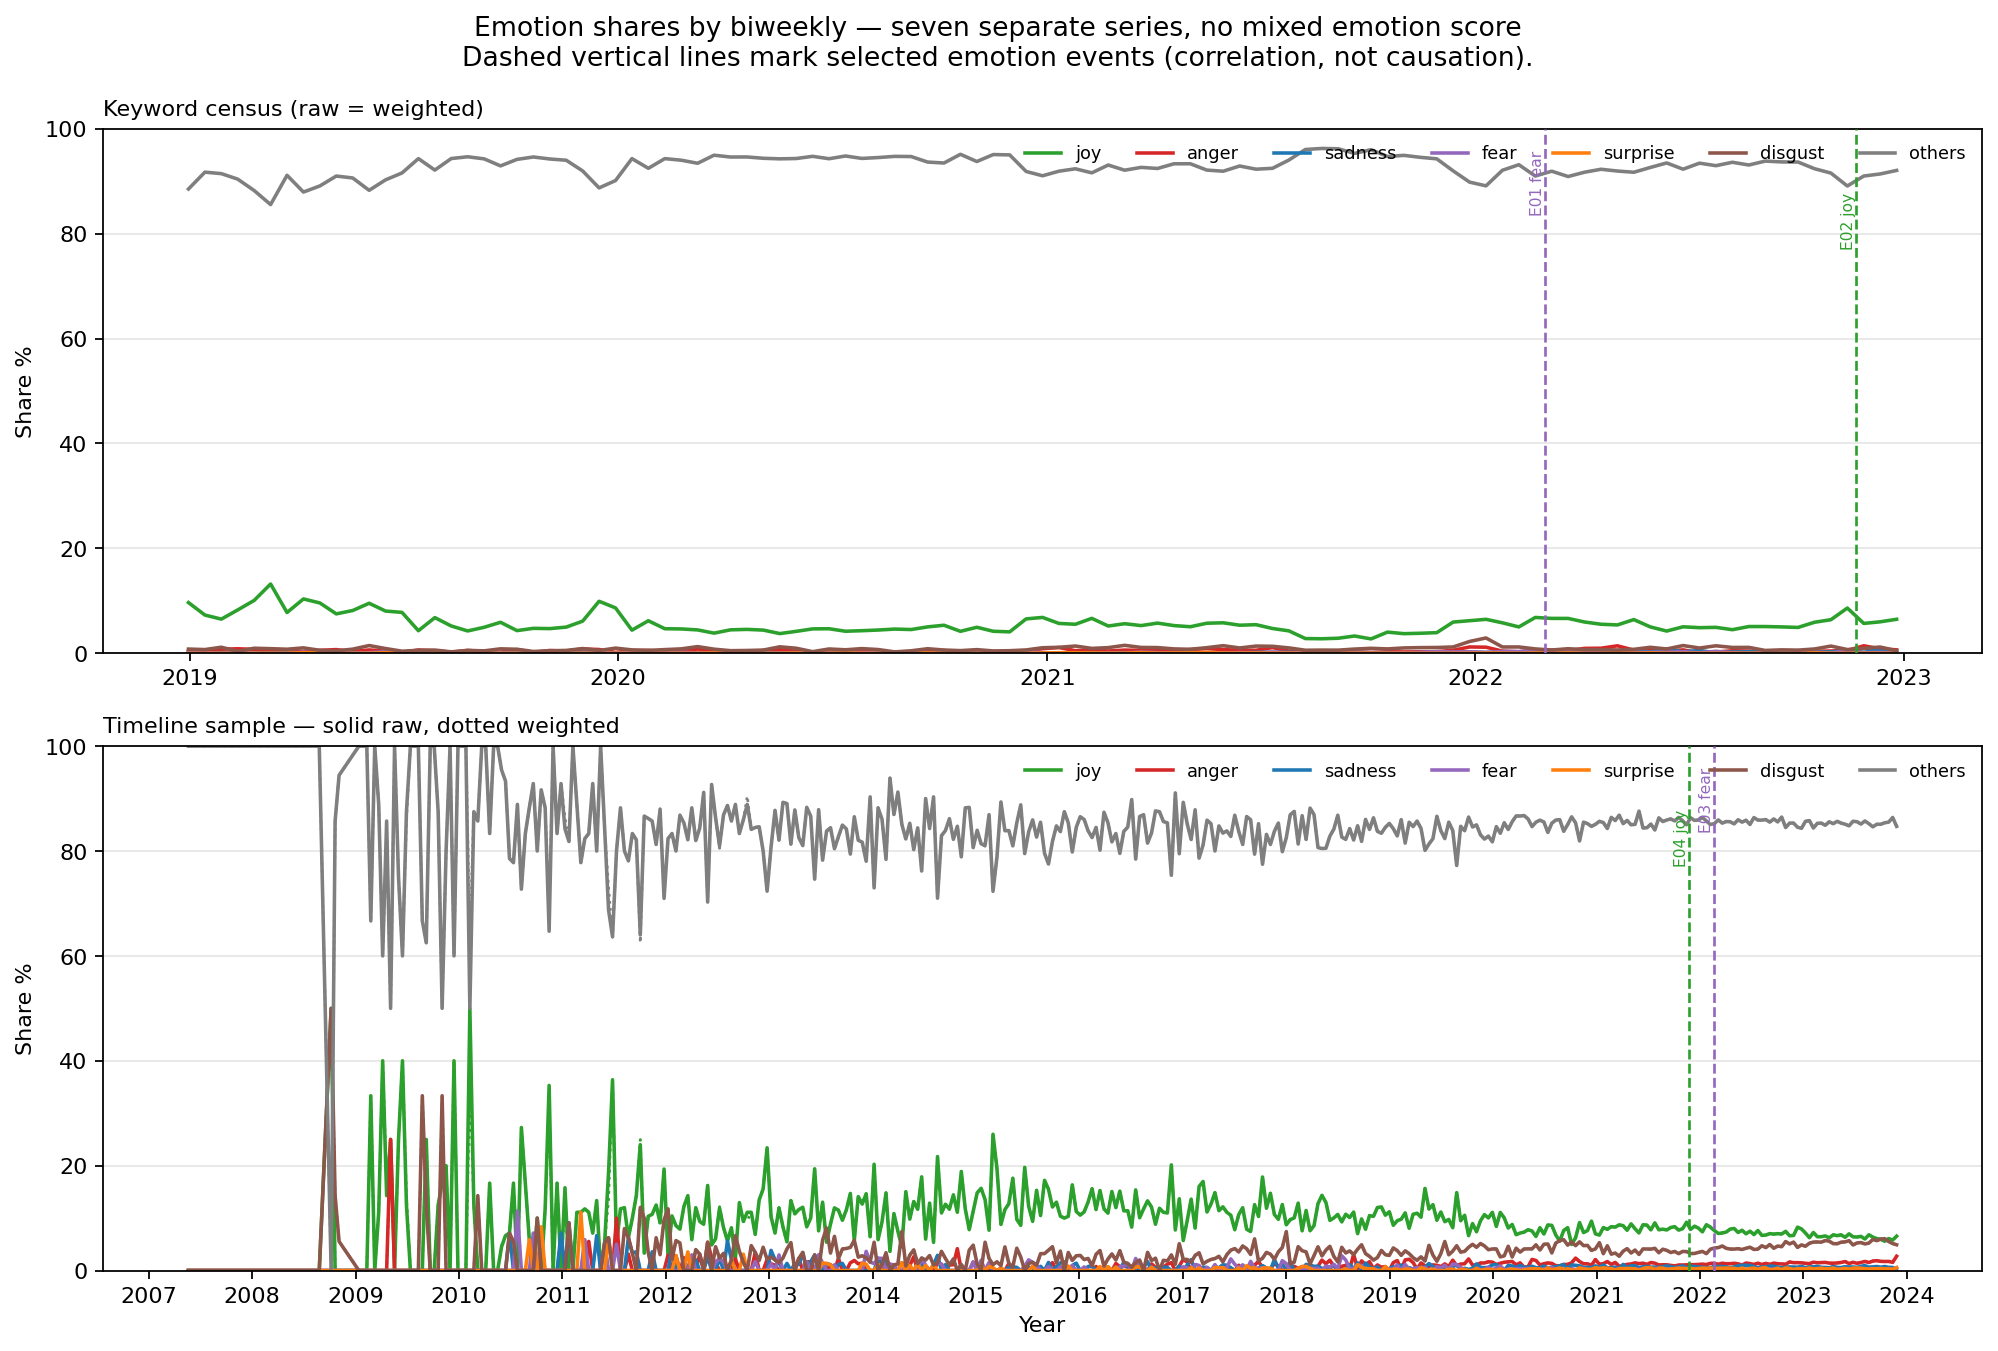 Emotion shares by biweekly — seven separate series, no mixed emotion score
Dashed vertical lines mark selected emotion events (correlation, not causation).
Keyword census (raw = weighted)
joy anger sadness fear surprise disgust others
Share %
100
80
60
40
20
0
E01 fear
E02 joy
2019 2020 2021 2022 2023
Timeline sample — solid raw, dotted weighted
joy anger sadness fear surprise disgust others
Share %
100
80
60
40
20
0
E04 joy
E03 fear
2007 2008 2009 2010 2011 2012 2013 2014 2015 2016 2017 2018 2019 2020 2021 2022 2023 2024
Year